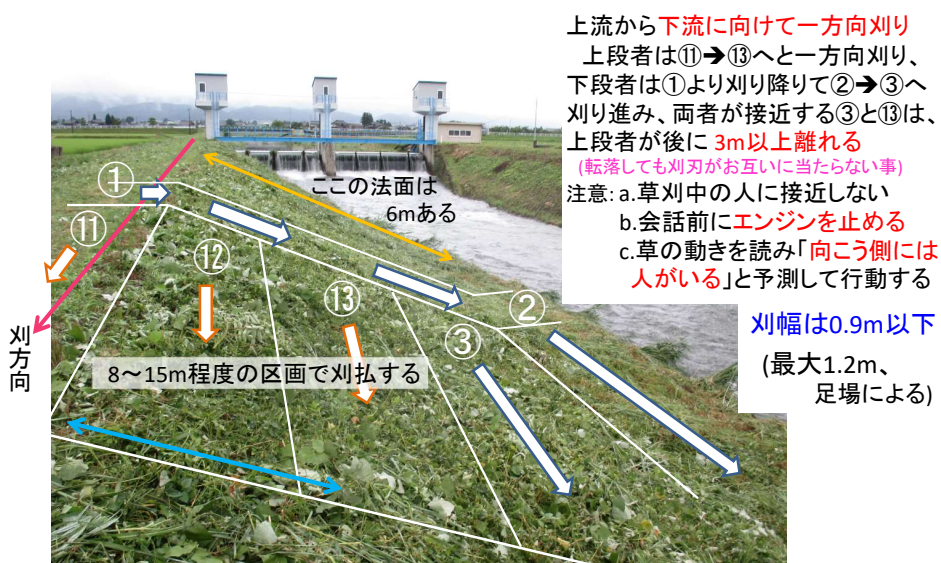 上流から下流に向けて一方向刈り
上段者は⑪➔⑬へと一方向刈り、
下段者は①より刈り降りて②➔③へ
刈り進み、両者が接近する③と⑬は、
上段者が後に 3m以上離れる
(転落しても刈刃がお互いに当たらない事)
注意: a.草刈中の人に接近しない
b.会話前にエンジンを止める
c.草の動きを読み「向こう側には
人がいる」と予測して行動する
刈幅は0.9m以下
(最大1.2m、
足場による)
ここの法面は
6mある
①
⑪
⑫
⑬
②
③
刈方向
8～15m程度の区画で刈払する